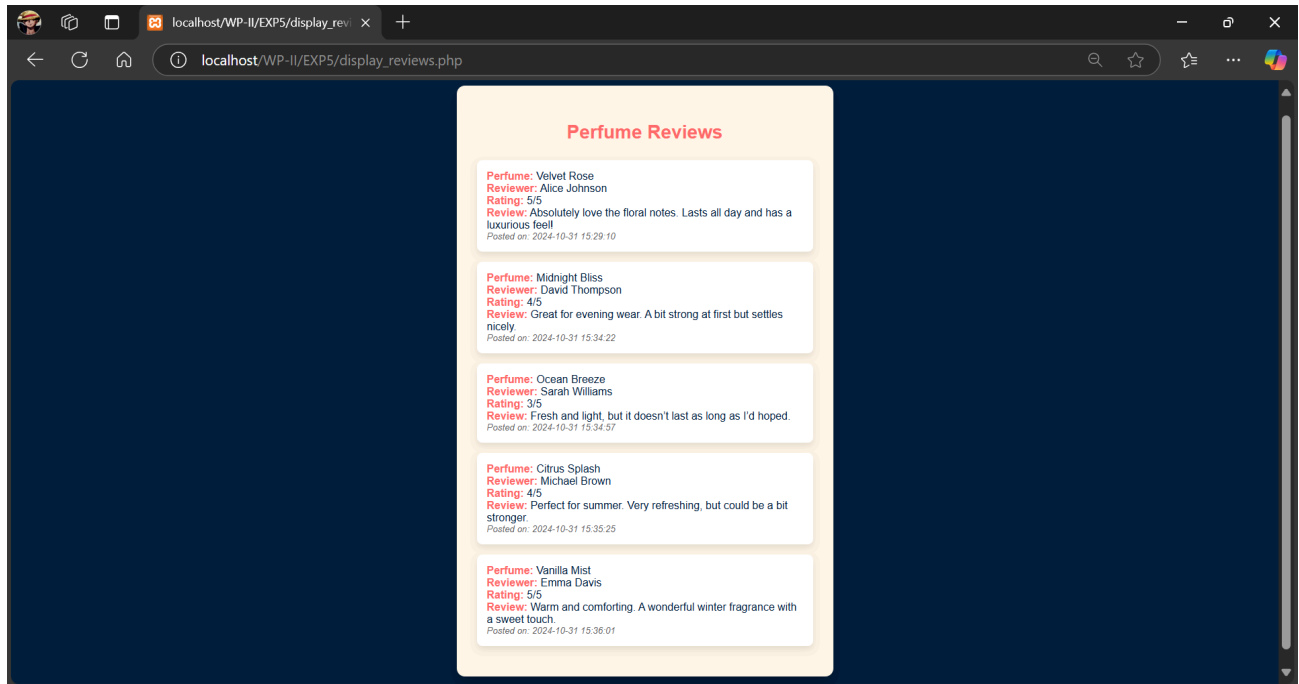 localhost/WP-II/EXP5/display_revi
localhost/WP-II/EXP5/display_reviews.php
Perfume Reviews
Perfume: Velvet Rose
Reviewer: Alice Johnson
Rating: 5/5
Review: Absolutely love the floral notes. Lasts all day and has a
luxurious feel!
Posted on: 2024-10-31 15:29:10
Perfume: Midnight Bliss
Reviewer: David Thompson
Rating: 4/5
Review: Great for evening wear. A bit strong at first but settles
nicely.
Posted on: 2024-10-31 15:34:22
Perfume: Ocean Breeze
Reviewer: Sarah Williams
Rating: 3/5
Review: Fresh and light, but it doesn’t last as long as I’d hoped.
Posted on: 2024-10-31 15:34:57
Perfume: Citrus Splash
Reviewer: Michael Brown
Rating: 4/5
Review: Perfect for summer. Very refreshing, but could be a bit
stronger.
Posted on: 2024-10-31 15:35:25
Perfume: Vanilla Mist
Reviewer: Emma Davis
Rating: 5/5
Review: Warm and comforting. A wonderful winter fragrance with
a sweet touch.
Posted on: 2024-10-31 15:36:01